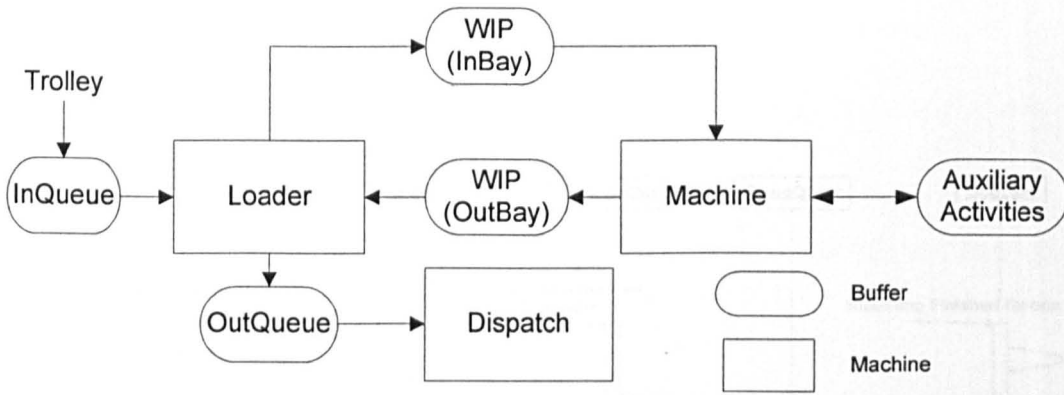 WIP
(InBay)
Trolley
InQueue
Loader
WIP
(OutBay)
Machine
Auxiliary
Activities
OutQueue
Dispatch
Buffer
Machine